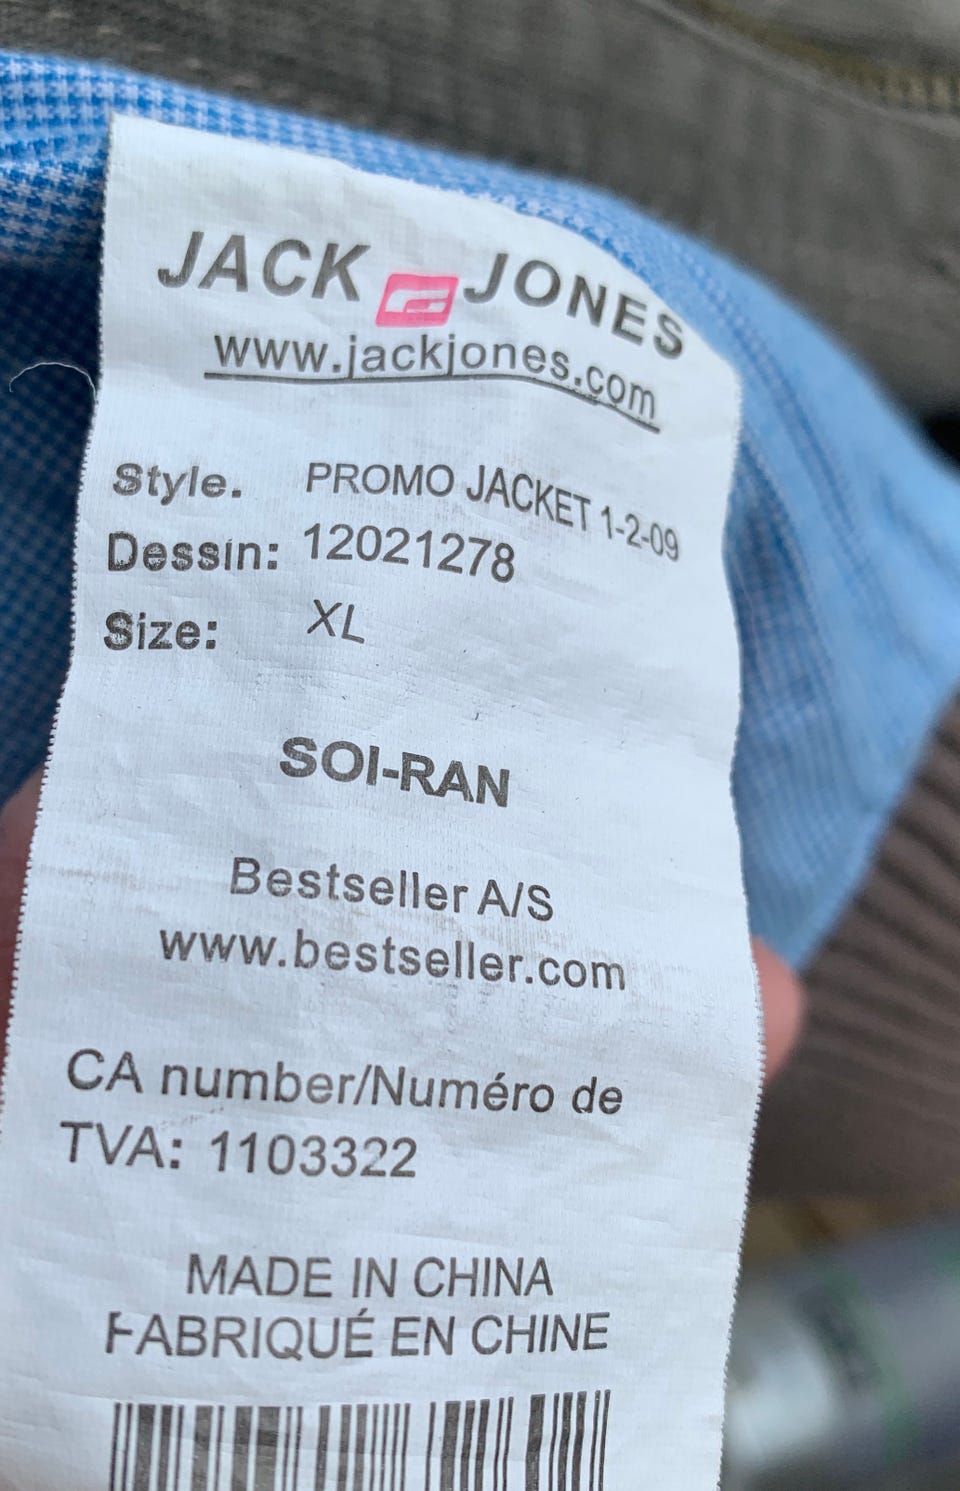 JACK JONES
www.jackjones.com
Style. PROMO JACKET 1-2-09
Dessin: 12021278
Size: XL
SOI-RAN
Bestseller A/S
www.bestseller.com
CA number/Numéro de
TVA: 1103322
MADE IN CHINA
FABRIQUÉ EN CHINE